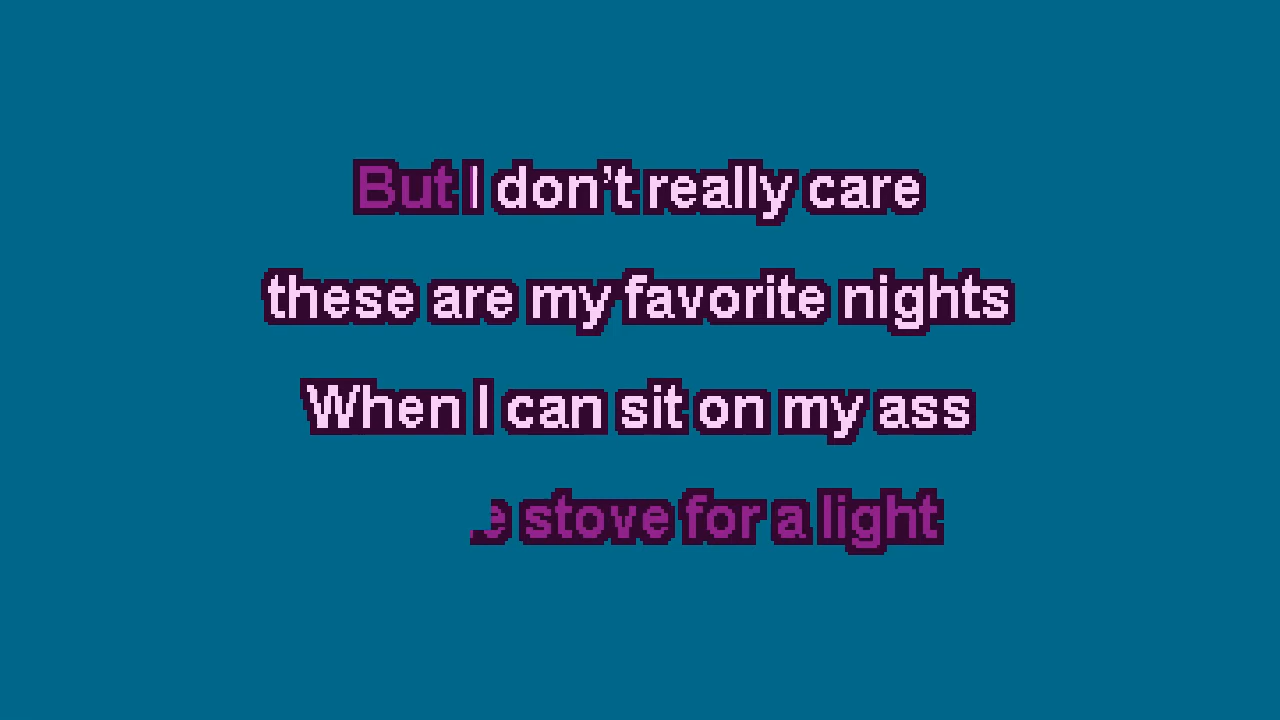 But I don't really care
these are my favorite nights
When I can sit on my ass
stove for a light